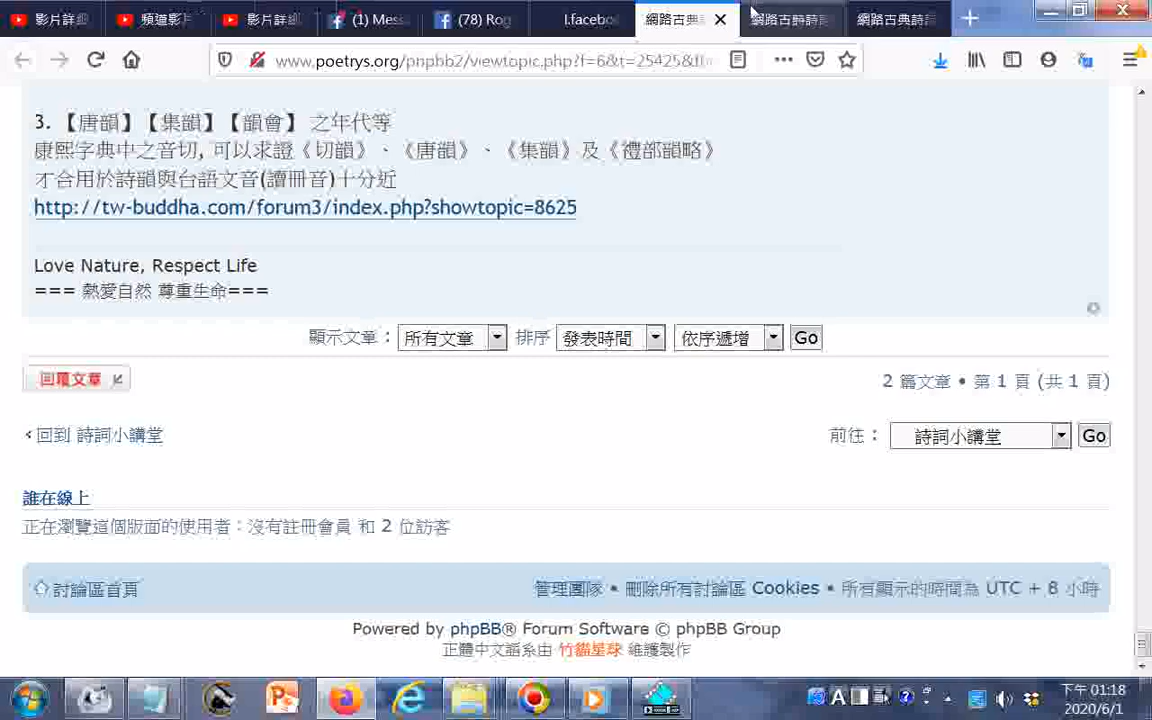 影片詳細
頻道影片
影片詳細
(1) Mess
(78) Rog
l.facebo
網路古典詩
網路古典詩詞
網路古典詩詞
www.poetrys.org/phpbb2/viewtopic.php?f=6&t=25425&
3. 【唐韻】【集韻】【韻會】 之年代等
康熙字典中之音切, 可以求證《切韻》、《唐韻》、《集韻》及《禮部韻略》
才合用於詩韻與台語文音(讀冊音)十分近
http://tw-buddha.com/forum3/index.php?showtopic=8625
Love Nature, Respect Life
=== 熱愛自然 尊重生命===
顯示文章： 所有文章 排序 發表時間 依序遞增 Go
回覆文章
2 篇文章 • 第 1 頁 (共 1 頁)
回到 詩詞小講堂
前往： 詩詞小講堂 Go
誰在線上
正在瀏覽這個版面的使用者：沒有註冊會員 和 2 位訪客
討論區首頁
管理團隊 • 刪除所有討論區 Cookies • 所有顯示的時間為 UTC + 8 小時
Powered by phpBB® Forum Software © phpBB Group
正體中文語系由 竹貓星球 維護製作
A
下午 01:18
2020/6/1